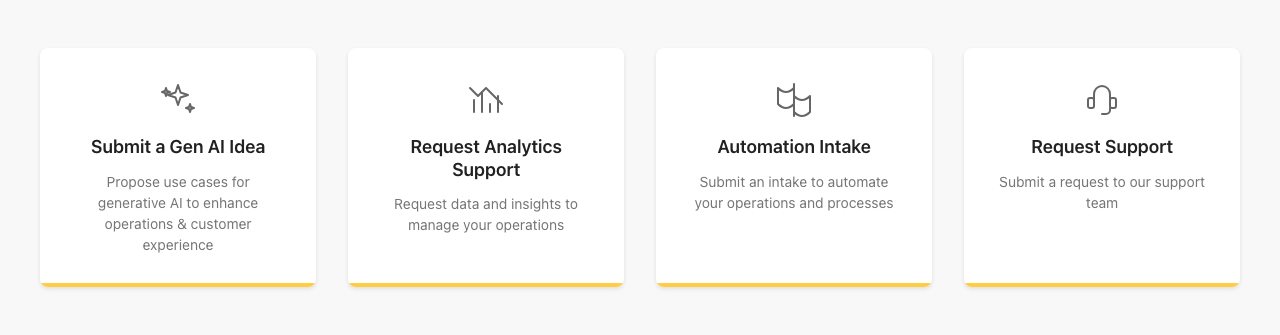 Submit a Gen AI Idea
Propose use cases for
generative AI to enhance
operations & customer
experience
Request Analytics
Support
Request data and insights to
manage your operations
Automation Intake
Submit an intake to automate
your operations and processes
Request Support
Submit a request to our support
team